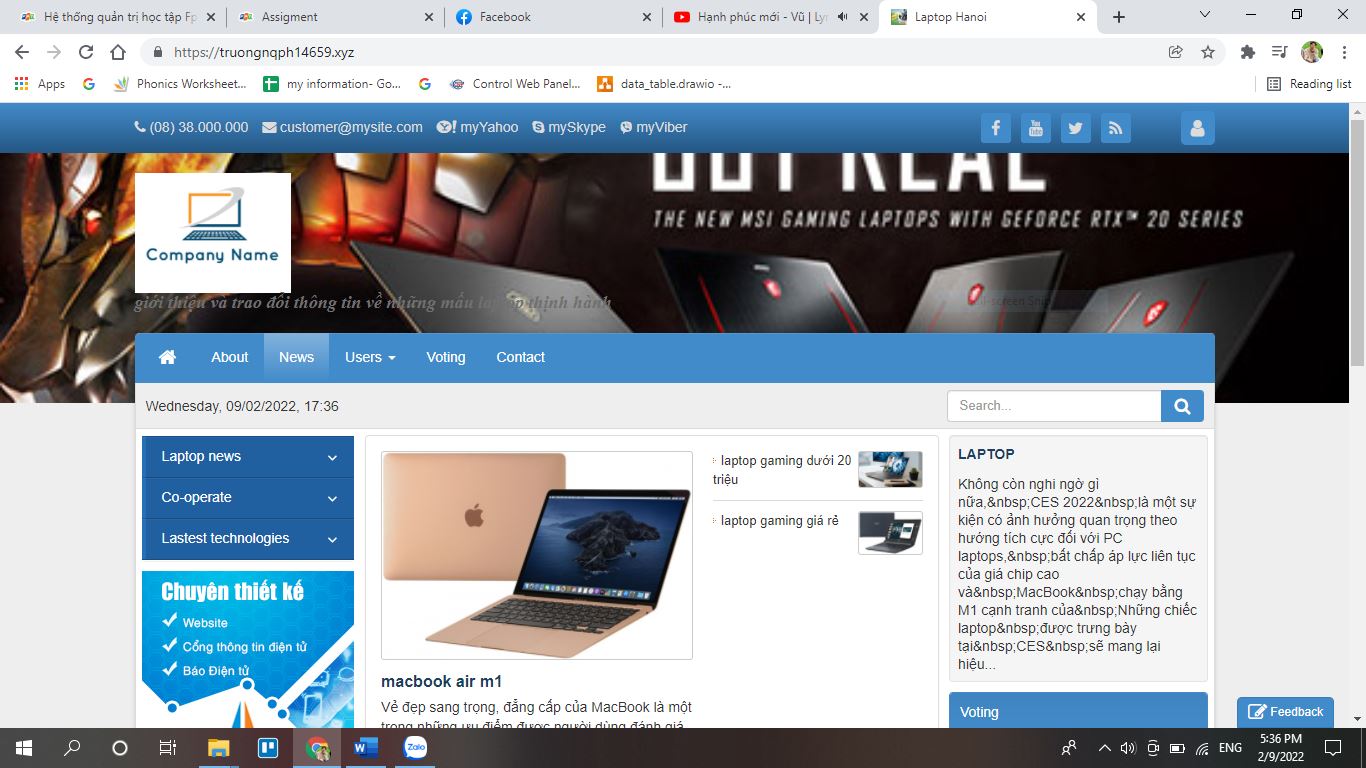 Hệ thống quản trị học tập Fp
Assigment
Facebook
Hạnh phúc mới - Vũ | Lyr
Laptop Hanoi
https://truongnqph14659.xyz
Apps
Phonics Worksheet...
my information- Go...
Control Web Panel...
data_table.drawio -...
Reading list
(08) 38.000.000
customer@mysite.com
myYahoo
mySkype
myViber
THE NEW MSI GAMING LAPTOPS WITH GEFORCE RTX™ 20 SERIES
Company Name
giới thiệu và trao đổi thông tin về những mẫu laptop thịnh hành
About
News
Users
Voting
Contact
Wednesday, 09/02/2022, 17:36
Search...
Laptop news
Co-operate
Lastest technologies
Chuyên thiết kế
Website
Cổng thông tin điện tử
Báo Điện tử
macbook air m1
Vẻ đẹp sang trọng, đẳng cấp của MacBook là một
trong những ưu điểm được người dùng đánh giá
laptop gaming dưới 20
triệu
laptop gaming giá rẻ
LAPTOP
Không còn nghi ngờ gì
nữa,&nbsp;CES 2022&nbsp;là một sự
kiện có ảnh hưởng quan trọng theo
hướng tích cực đối với PC
laptops,&nbsp;bất chấp áp lực liên tục
của giá chip cao
và&nbsp;MacBook&nbsp;chạy bằng
M1 cạnh tranh của&nbsp;Những chiếc
laptop&nbsp;được trưng bày
tại&nbsp;CES&nbsp;sẽ mang lại
hiệu...
Voting
Feedback
Zalo
ENG
5:36 PM
2/9/2022